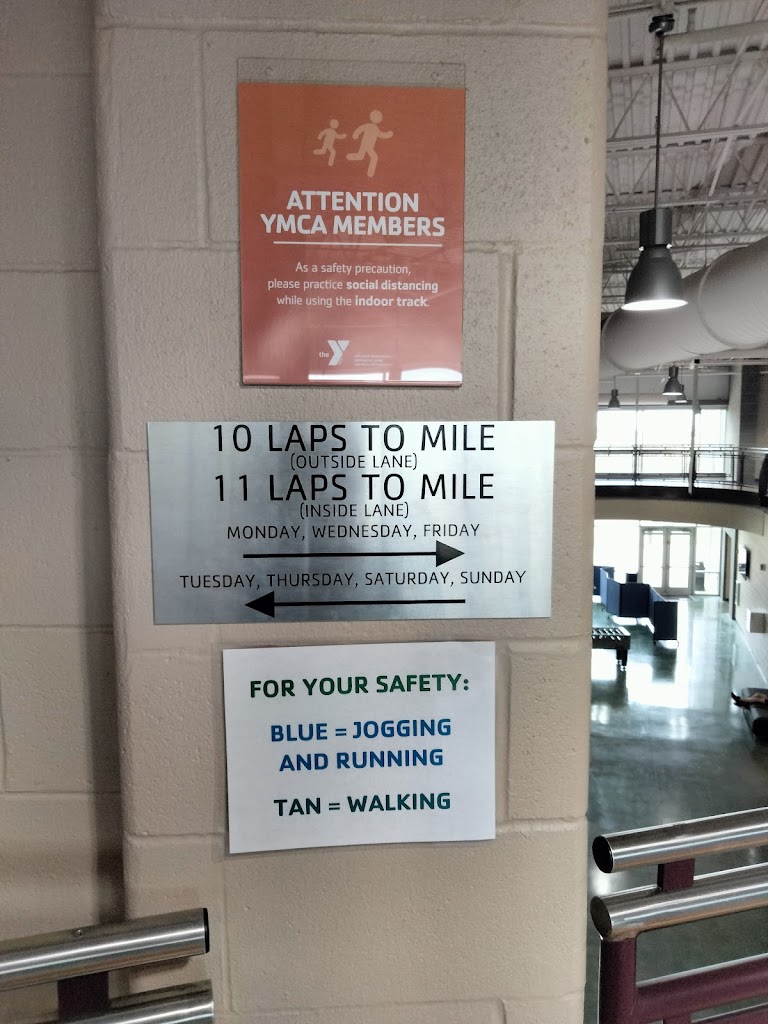 ATTENTION
YMCA MEMBERS
As a safety precaution,
please practice social distancing
while using the indoor track.
the Y
10 LAPS TO MILE
(OUTSIDE LANE)
11 LAPS TO MILE
(INSIDE LANE)
MONDAY, WEDNESDAY, FRIDAY
TUESDAY, THURSDAY, SATURDAY, SUNDAY
FOR YOUR SAFETY:
BLUE = JOGGING
AND RUNNING
TAN = WALKING